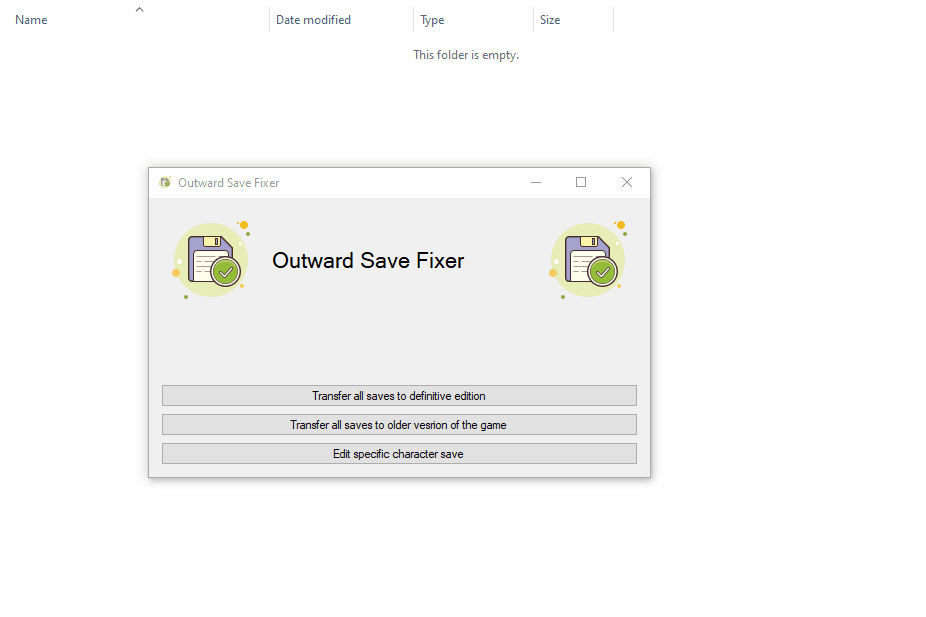 Name Date modified Type Size
This folder is empty.
Outward Save Fixer
Outward Save Fixer
Transfer all saves to definitive edition
Transfer all saves to older vesrion of the game
Edit specific character save